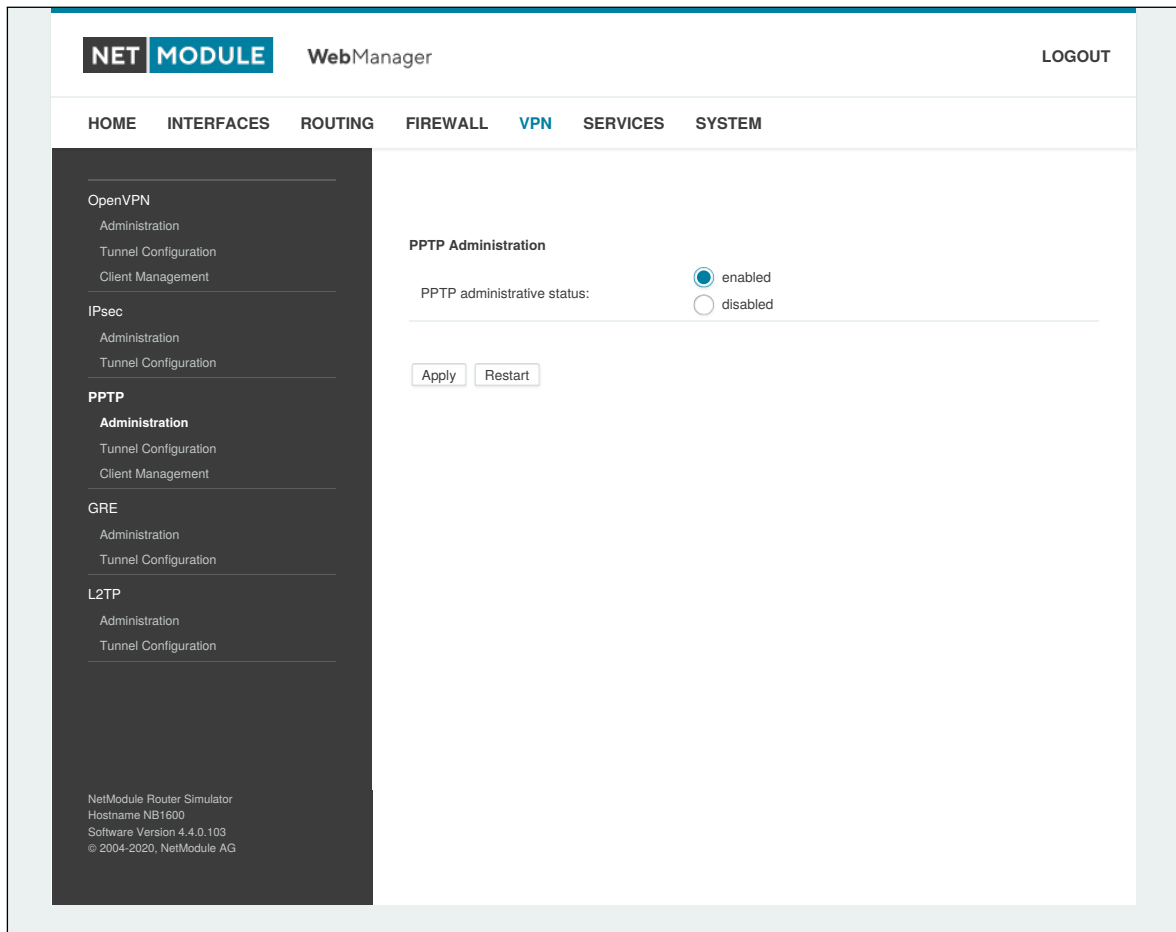 NET MODULE WebManager LOGOUT
HOME INTERFACES ROUTING FIREWALL VPN SERVICES SYSTEM
OpenVPN
Administration
Tunnel Configuration
Client Management
IPsec
Administration
Tunnel Configuration
PPTP
Administration
Tunnel Configuration
Client Management
GRE
Administration
Tunnel Configuration
L2TP
Administration
Tunnel Configuration
NetModule Router Simulator
Hostname NB1600
Software Version 4.4.0.103
© 2004-2020, NetModule AG
PPTP Administration
PPTP administrative status:
enabled
disabled
Apply Restart